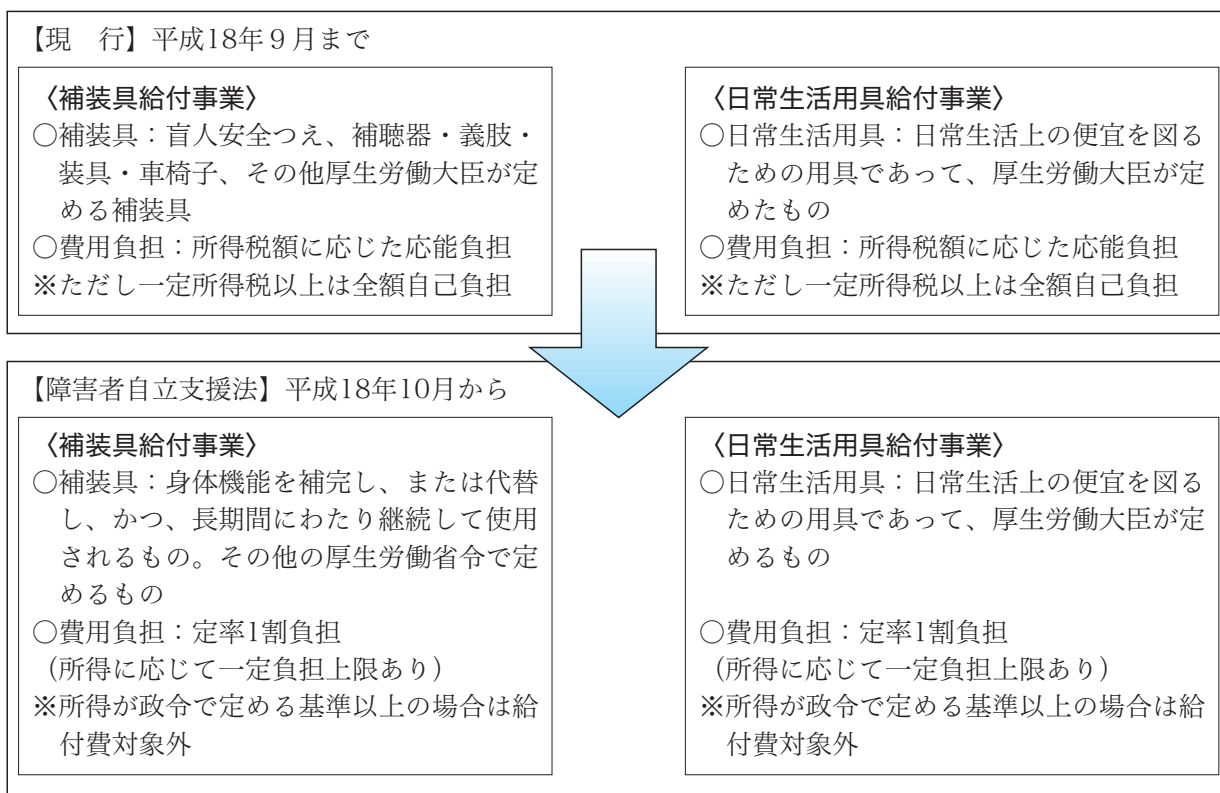 【現　行】平成18年９月まで
〈補装具給付事業〉
○補装具：盲人安全つえ、補聴器・義肢・
装具・車椅子、その他厚生労働大臣が定
める補装具
○費用負担：所得税額に応じた応能負担
※ただし一定所得税以上は全額自己負担
〈日常生活用具給付事業〉
○日常生活用具：日常生活上の便宜を図る
ための用具であって、厚生労働大臣が定
めたもの
○費用負担：所得税額に応じた応能負担
※ただし一定所得税以上は全額自己負担
【障害者自立支援法】平成18年10月から
〈補装具給付事業〉
○補装具：身体機能を補完し、または代替
し、かつ、長期間にわたり継続して使用
されるもの。その他の厚生労働省令で定
めるもの
○費用負担：定率1割負担
（所得に応じて一定負担上限あり）
※所得が政令で定める基準以上の場合は給
付費対象外
〈日常生活用具給付事業〉
○日常生活用具：日常生活上の便宜を図る
ための用具であって、厚生労働大臣が定
めるもの
○費用負担：定率1割負担
（所得に応じて一定負担上限あり）
※所得が政令で定める基準以上の場合は給
付費対象外